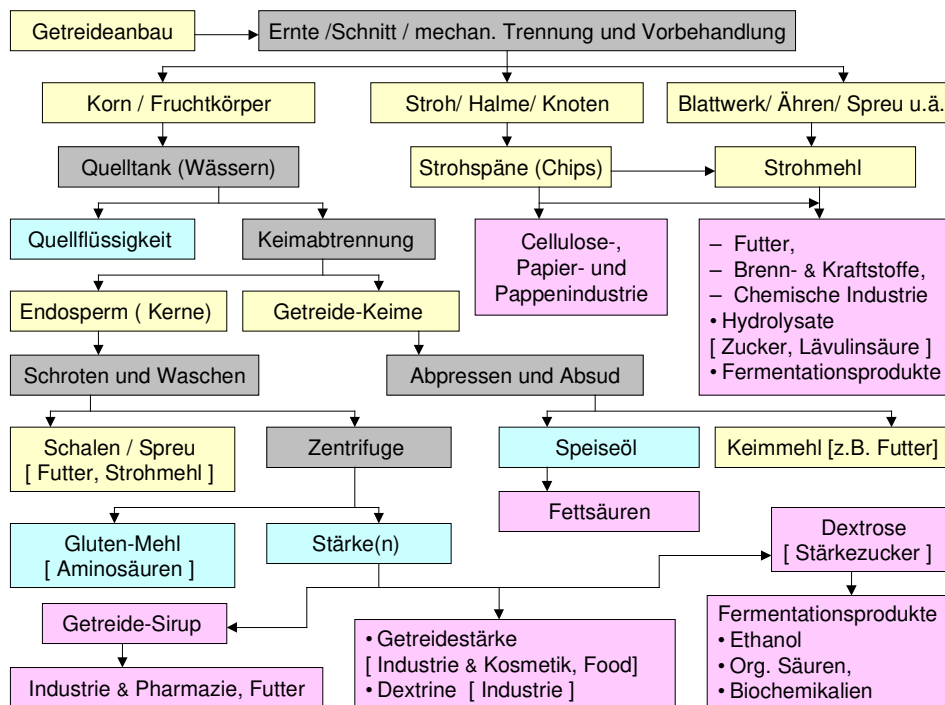 Getreideanbau
Ernte /Schnitt / mechan. Trennung und Vorbehandlung
Korn / Fruchtkörper
Stroh/ Halme/ Knoten
Blattwerk/ Ähren/ Spreu u.ä.
Quelltank (Wässern)
Strohspäne (Chips)
Strohmehl
Quellflüssigkeit
Keimabtrennung
Cellulose-,
Papier- und
Pappenindustrie
– Futter,
– Brenn- & Kraftstoffe,
– Chemische Industrie
• Hydrolysate
[ Zucker, Lävulinsäure ]
• Fermentationsprodukte
Endosperm ( Kerne)
Getreide-Keime
Schroten und Waschen
Abpressen und Absud
Schalen / Spreu
[ Futter, Strohmehl ]
Zentrifuge
Speiseöl
Keimmehl [z.B. Futter]
Fettsäuren
Gluten-Mehl
[ Aminosäuren ]
Stärke(n)
Dextrose
[ Stärkezucker ]
Getreide-Sirup
• Getreidestärke
[ Industrie & Kosmetik, Food]
• Dextrine [ Industrie ]
Fermentationsprodukte
• Ethanol
• Org. Säuren,
• Biochemikalien
Industrie & Pharmazie, Futter